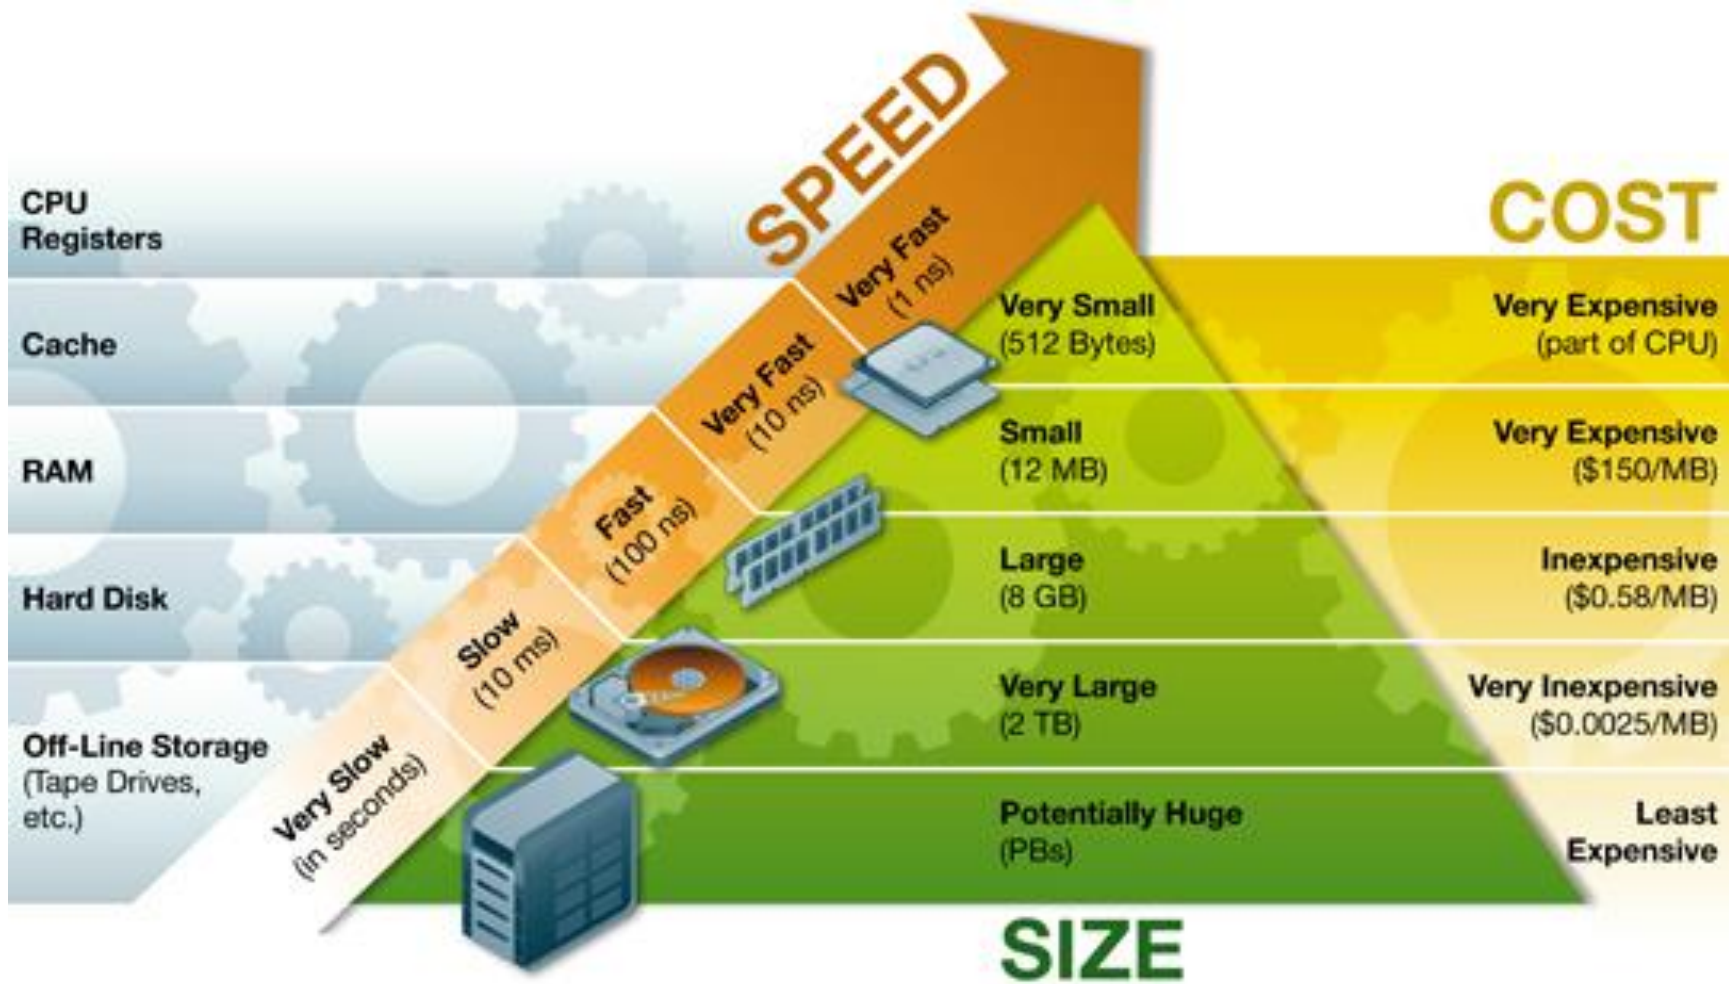 SPEED
COST
CPU
Registers
Very Fast
(1 ns)
Very Small
(512 Bytes)
Very Expensive
(part of CPU)
Cache
Very Fast
(10 ns)
Small
(12 MB)
Very Expensive
($150/MB)
RAM
Fast
(100 ns)
Large
(8 GB)
Inexpensive
($0.58/MB)
Hard Disk
Slow
(10 ms)
Very Large
(2 TB)
Very Inexpensive
($0.0025/MB)
Off-Line Storage
(Tape Drives,
etc.)
Very Slow
(in seconds)
Potentially Huge
(PBs)
Least
Expensive
SIZE